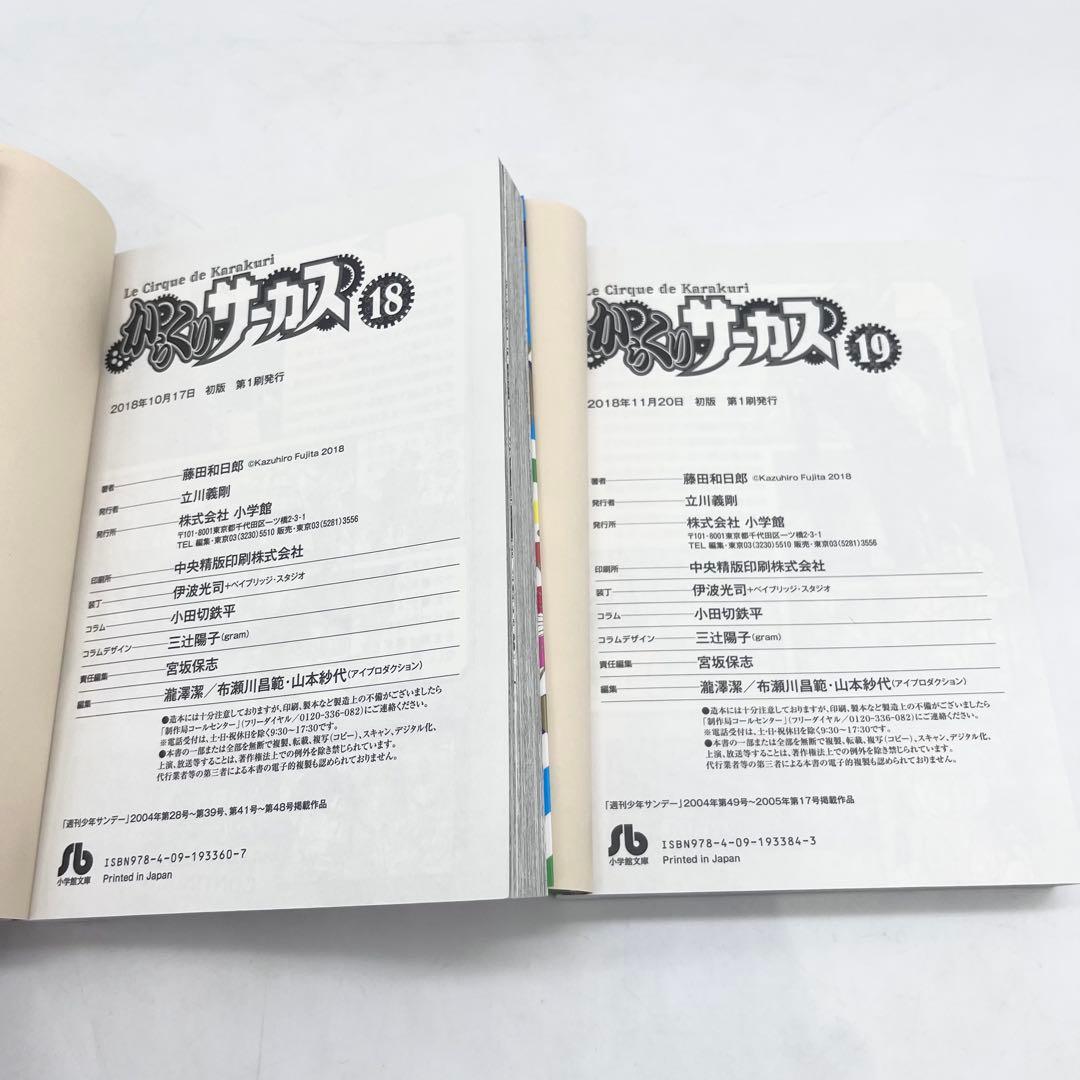 Le Cirque de Karakuri
からくりサーカス 18
2018年10月17日 初版 第1刷発行
著者 藤田和日郎 ©Kazuhiro Fujita 2018
発行者 立川義剛
発行所 株式会社 小学館
〒101-8001東京都千代田区一ツ橋2-3-1
TEL 編集・東京03(3230)5510 販売・東京03(5281)3556
印刷所 中央精版印刷株式会社
装丁 伊波光司+ベイブリッジ・スタジオ
コラム 小田切鉄平
コラムデザイン 三辻陽子(gram)
責任編集 宮坂保志
編集 瀧澤潔/布瀬川昌範・山本紗代(アイプロダクション)
●造本には十分注意しておりますが、印刷、製本など製造上の不備がございましたら
「制作局コールセンター」(フリーダイヤル/0120-336-082)にご連絡ください。
※電話受付は、土・日・祝休日を除く9:30~17:30です。
●本書の一部または全部を無断で複製、転載、複写(コピー)、スキャン、デジタル化、
上演、放送等することは、著作権法上での例外を除き禁じられています。
代行業者等の第三者による本書の電子的複製も認められておりません。
「週刊少年サンデー」2004年第28号~第39号、第41号~第48号掲載作品
Sb
小学館文庫
ISBN978-4-09-193360-7
Printed in Japan
Le Cirque de Karakuri
からくりサーカス 19
2018年11月20日 初版 第1刷発行
著者 藤田和日郎 ©Kazuhiro Fujita 2018
発行者 立川義剛
発行所 株式会社 小学館
〒101-8001東京都千代田区一ツ橋2-3-1
TEL 編集・東京03(3230)5510 販売・東京03(5281)3556
印刷所 中央精版印刷株式会社
装丁 伊波光司+ベイブリッジ・スタジオ
コラム 小田切鉄平
コラムデザイン 三辻陽子(gram)
責任編集 宮坂保志
編集 瀧澤潔/布瀬川昌範・山本紗代(アイプロダクション)
●造本には十分注意しておりますが、印刷、製本など製造上の不備がございましたら
「制作局コールセンター」(フリーダイヤル/0120-336-082)にご連絡ください。
※電話受付は、土・日・祝休日を除く9:30~17:30です。
●本書の一部または全部を無断で複製、転載、複写(コピー)、スキャン、デジタル化、
上演、放送等することは、著作権法上での例外を除き禁じられています。
代行業者等の第三者による本書の電子的複製も認められておりません。
「週刊少年サンデー」2004年第49号~2005年第17号掲載作品
Sb
小学館文庫
ISBN978-4-09-193384-3
Printed in Japan